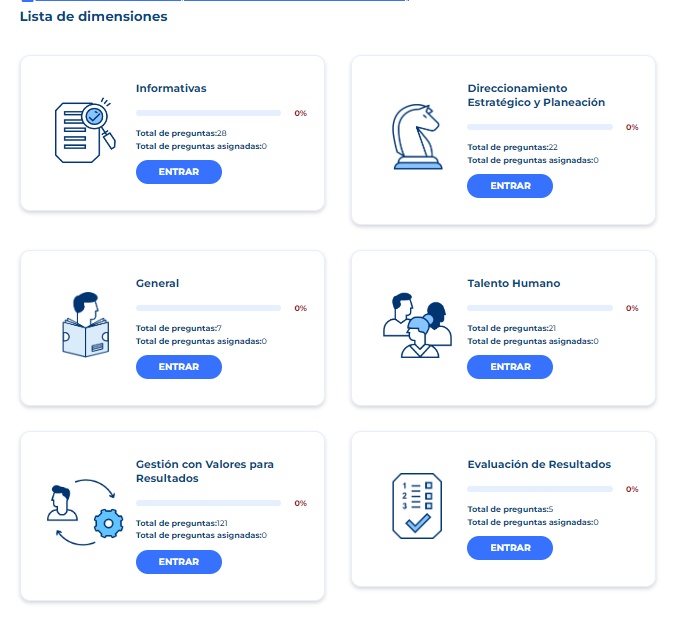 Lista de dimensiones
Informativas
0%
Total de preguntas:28
Total de preguntas asignadas:0
ENTRAR
Direccionamiento
Estratégico y Planeación
0%
Total de preguntas:22
Total de preguntas asignadas:0
ENTRAR
General
0%
Total de preguntas:7
Total de preguntas asignadas:0
ENTRAR
Talento Humano
0%
Total de preguntas:21
Total de preguntas asignadas:0
ENTRAR
Gestión con Valores para
Resultados
0%
Total de preguntas:121
Total de preguntas asignadas:0
ENTRAR
1
2
3
Evaluación de Resultados
0%
Total de preguntas:5
Total de preguntas asignadas:0
ENTRAR